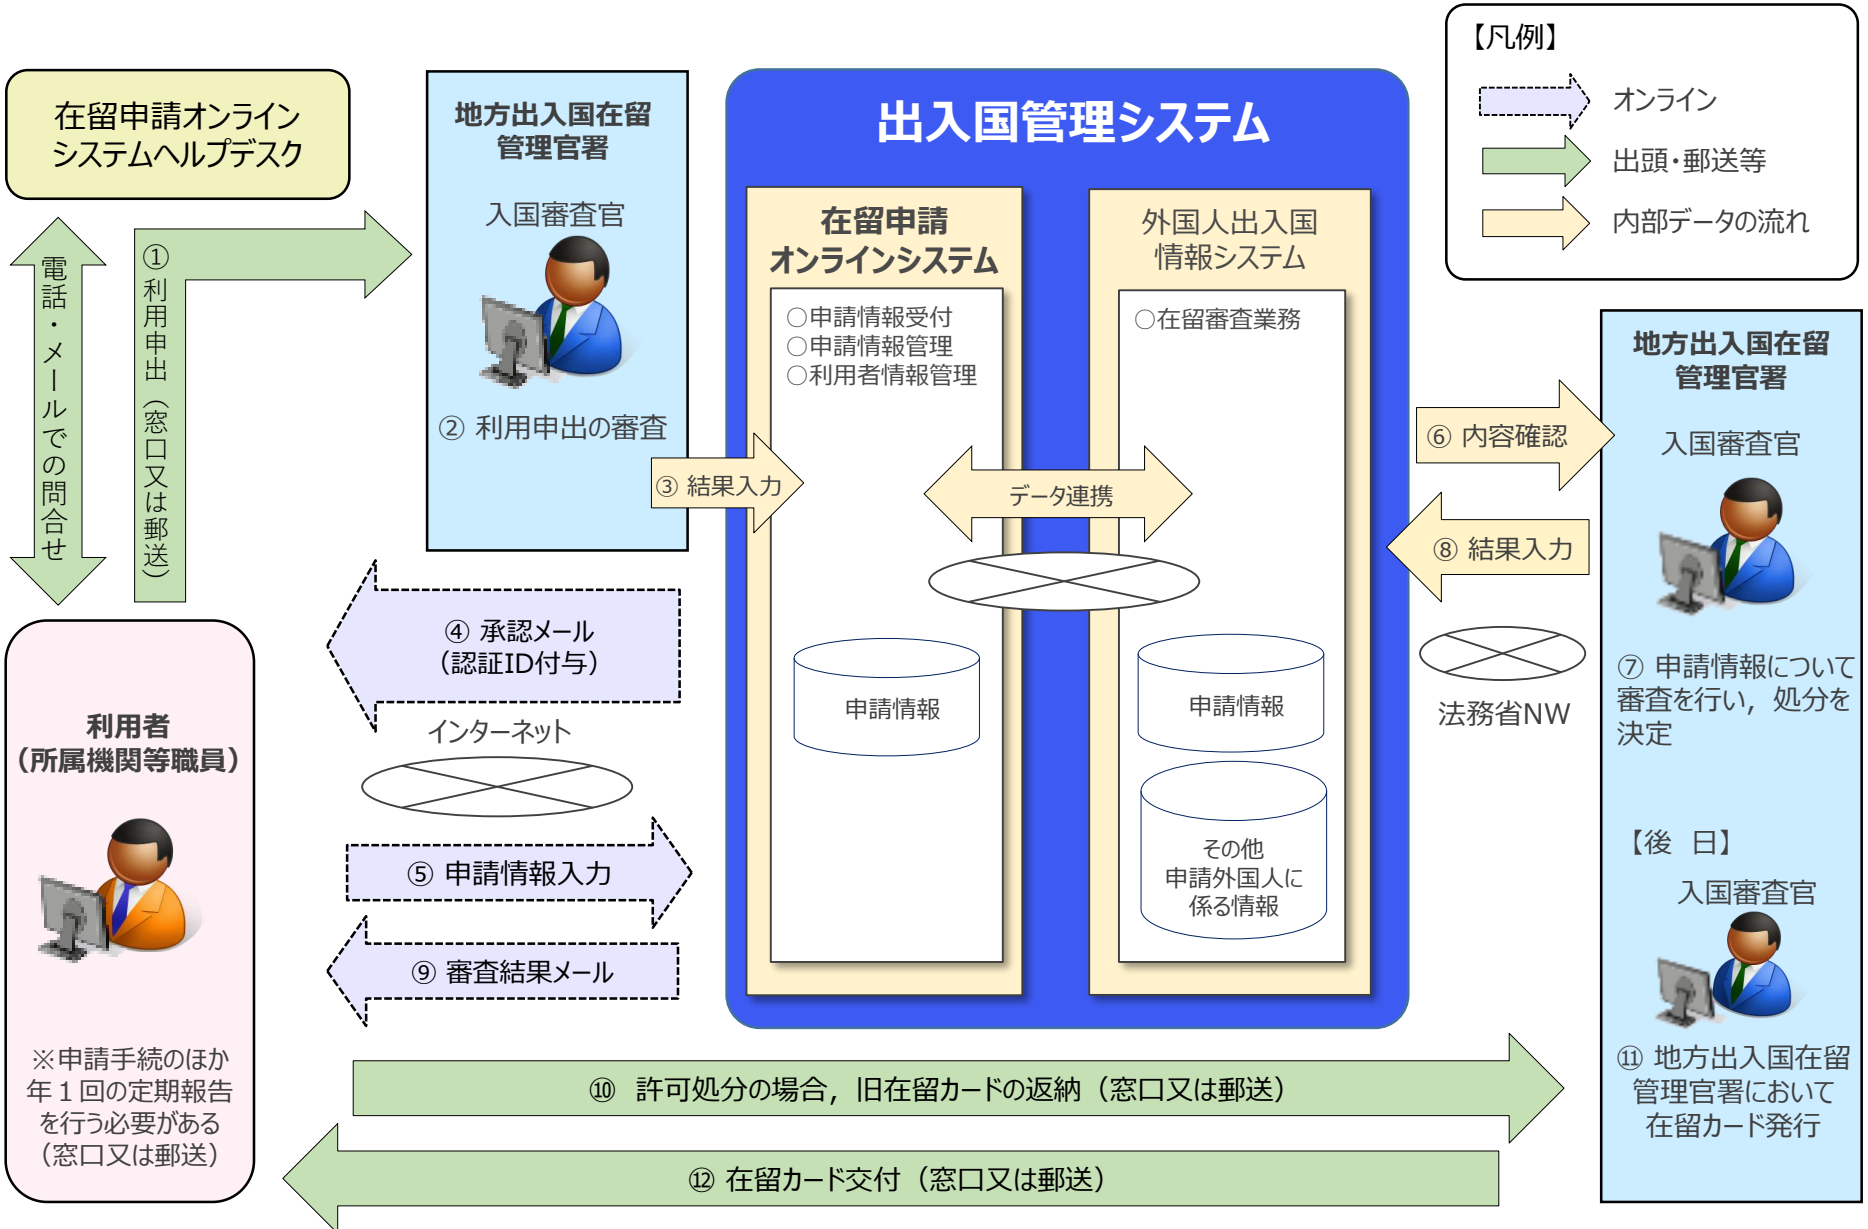 【凡例】
オンライン
出頭・郵送等
内部データの流れ
在留申請オンライン
システムヘルプデスク
電話・メールでの問合せ
①利用申出（窓口又は郵送）
地方出入国在留
管理官署
入国審査官
② 利用申出の審査
③ 結果入力
出入国管理システム
在留申請
オンラインシステム
○申請情報受付
○申請情報管理
○利用者情報管理
データ連携
申請情報
外国人出入国
情報システム
○在留審査業務
申請情報
その他
申請外国人に
係る情報
⑥ 内容確認
⑧ 結果入力
法務省NW
地方出入国在留
管理官署
入国審査官
⑦ 申請情報について
審査を行い，処分を
決定
【後　日】
入国審査官
⑪ 地方出入国在留
管理官署において
在留カード発行
④ 承認メール
（認証ID付与）
インターネット
⑤ 申請情報入力
⑨ 審査結果メール
利用者
（所属機関等職員）
※申請手続のほか
年１回の定期報告
を行う必要がある
（窓口又は郵送）
⑩　許可処分の場合，旧在留カードの返納（窓口又は郵送）
⑫ 在留カード交付（窓口又は郵送）